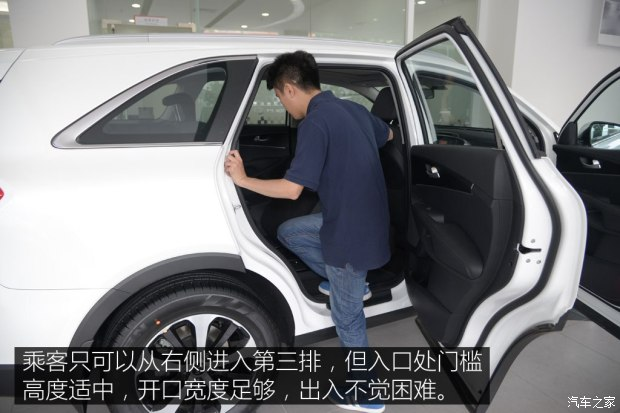 乘客只可以从右侧进入第三排，但入口处门槛
高度适中，开口宽度足够，出入不觉困难。
汽车之家